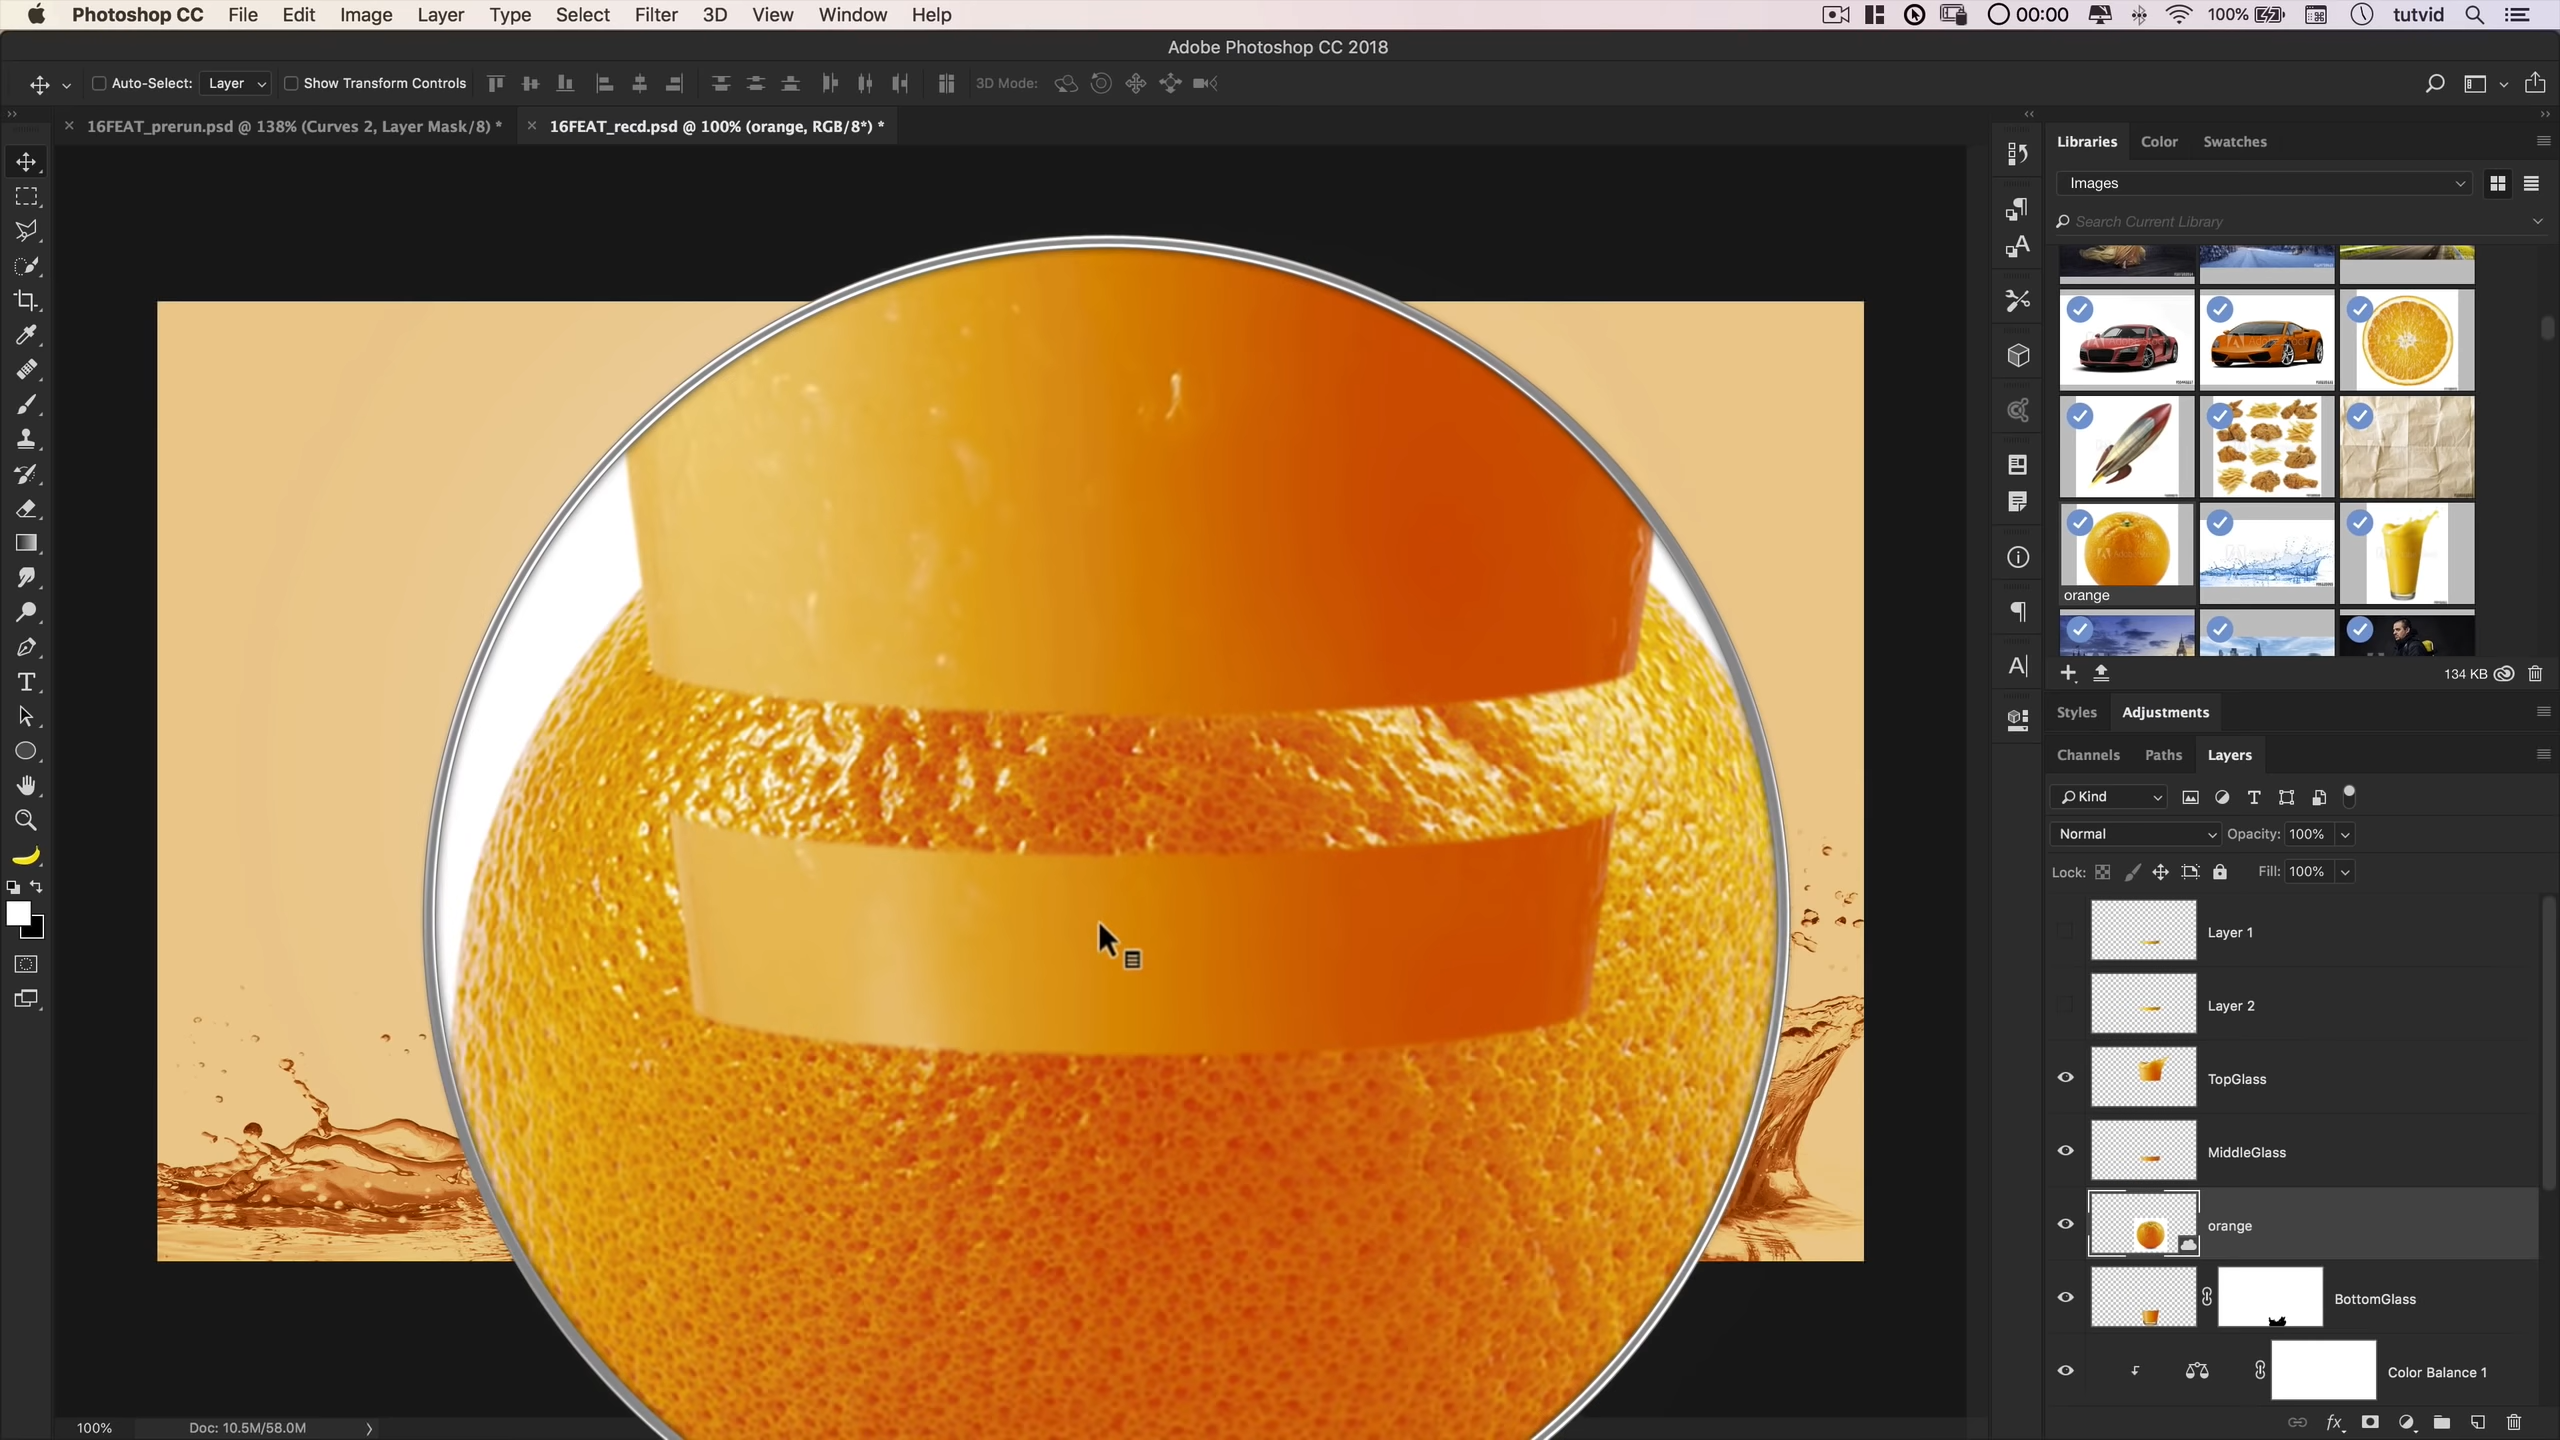 Photoshop CC File Edit Image Layer Type Select Filter 3D View Window Help 00:00 100% tutvid
Adobe Photoshop CC 2018
Auto-Select: Layer Show Transform Controls 3D Mode:
16FEAT_prerun.psd @ 138% (Curves 2, Layer Mask/8) * 16FEAT_recd.psd @ 100% (orange, RGB/8*) *
Libraries Color Swatches
Images
Search Current Library
orange
134 KB
Styles Adjustments
Channels Paths Layers
Kind
Normal Opacity: 100%
Lock: Fill: 100%
Layer 1
Layer 2
TopGlass
MiddleGlass
orange
BottomGlass
Color Balance 1
100% Doc: 10.5M/58.0M